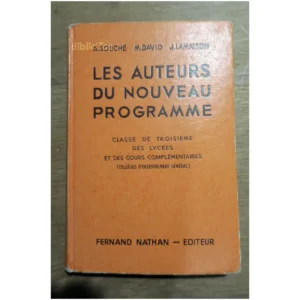 A. SOUCHÉ M. DAVID J. LAMAISON
LES AUTEURS
DU NOUVEAU
PROGRAMME
CLASSE DE TROISIÈME
DES LYCÉES
ET DES COURS COMPLÉMENTAIRES
(COLLÈGES D'ENSEIGNEMENT GÉNÉRAL)
FERNAND NATHAN — EDITEUR